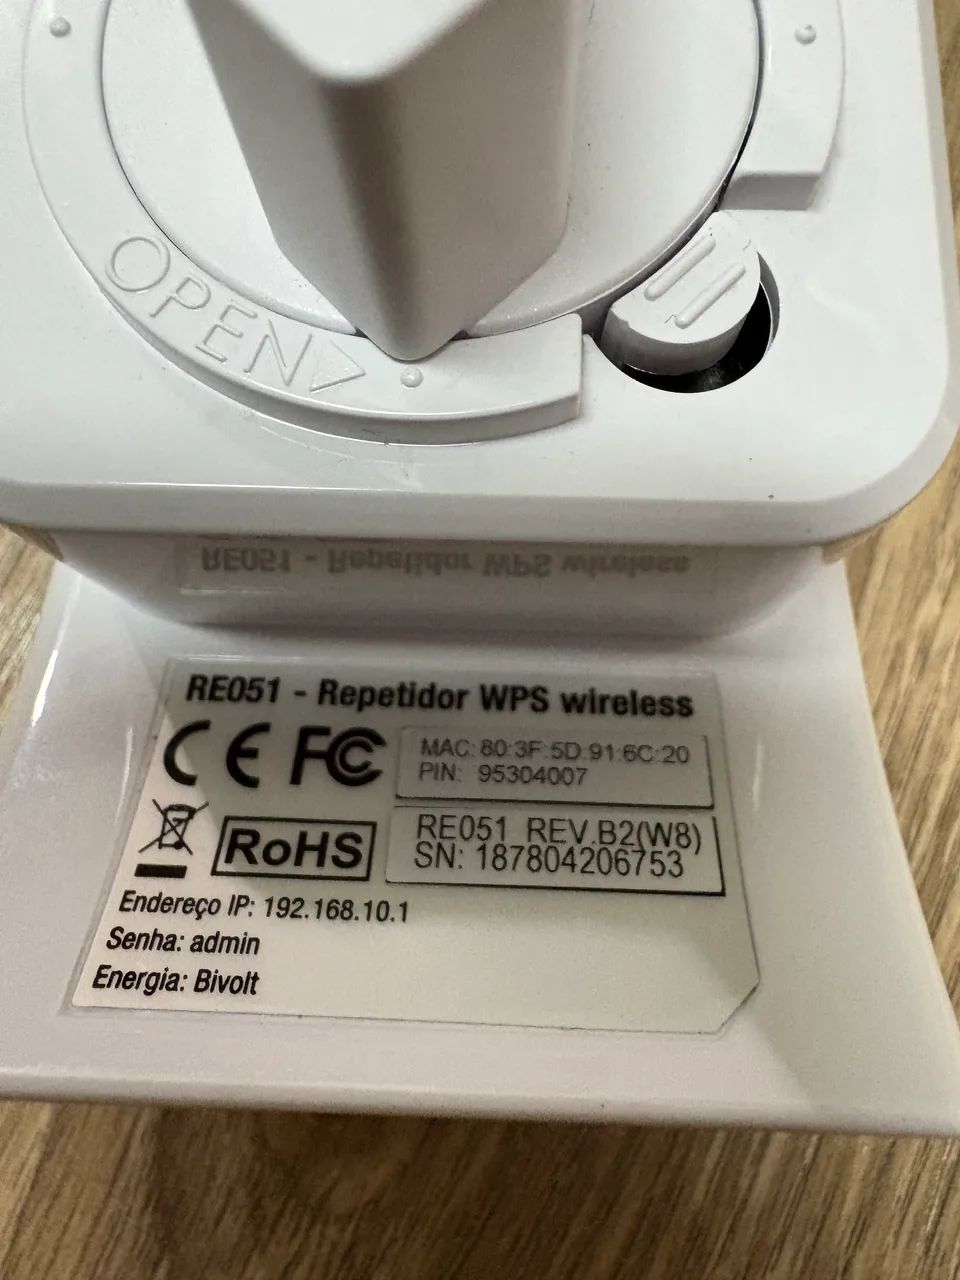 OPEN
RE051 - Repetidor WPS wireless
RE051 - Repetidor WPS wireless
CE FC
MAC: 80:3F:5D:91:6C:20
PIN: 95304007
RoHS
RE051 REV.B2(W8)
SN: 187804206753
Endereço IP: 192.168.10.1
Senha: admin
Energia: Bivolt